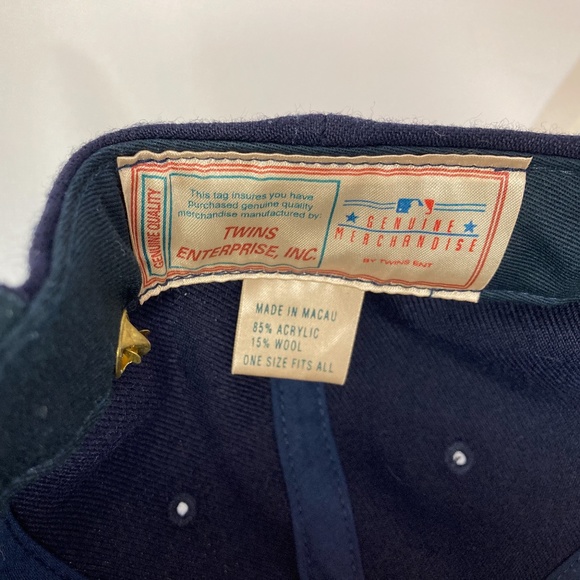 GENUINE QUALITY
This tag insures you have
Purchased genuine quality
merchandise manufactured by:
TWINS
ENTERPRISE, INC.
GENUINE
MERCHANDISE
BY TWINS ENT
MADE IN MACAU
85% ACRYLIC
15% WOOL
ONE SIZE FITS ALL